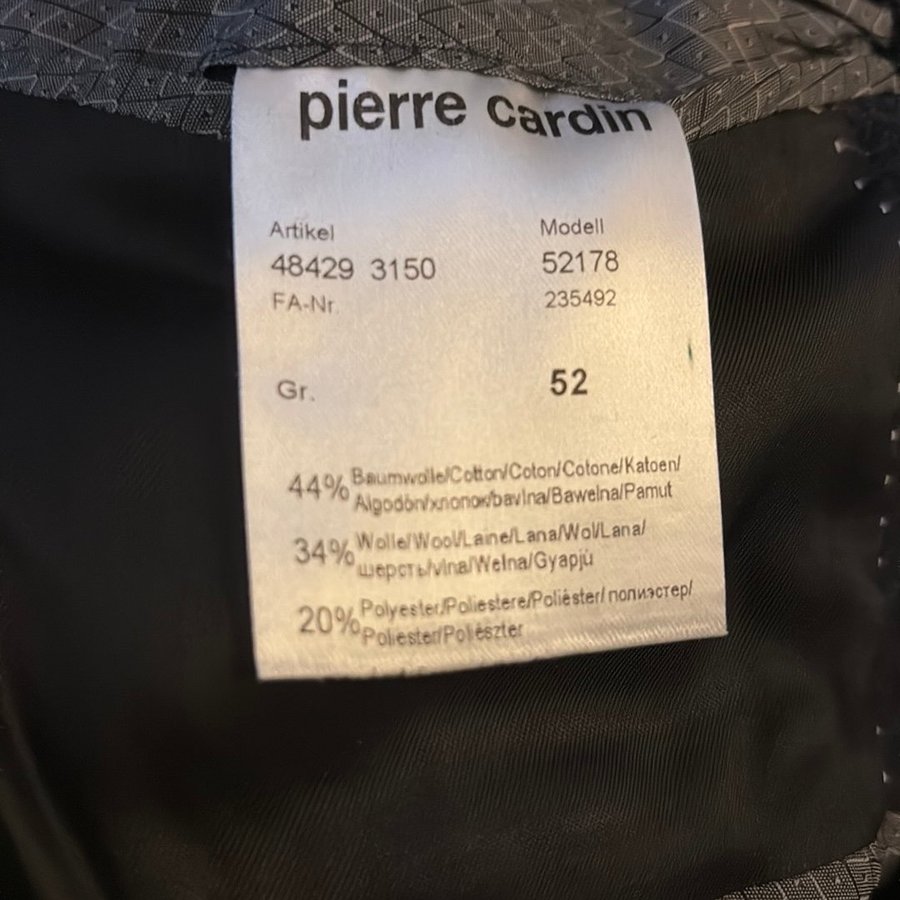 pierre cardin
Artikel Modell
48429 3150 52178
FA-Nr. 235492
Gr. 52
44% Baumwolle/Cotton/Coton/Cotone/Katoen/
Algodón/хлопок/bavlna/Bawelna/Pamut
34% Wolle/Wool/Laine/Lana/Wol/Lana/
шерсть/vlna/Welna/Gyapjú
20% Polyester/Poliestere/Poliéster/ полиэстер/
Poliester/Poliészter